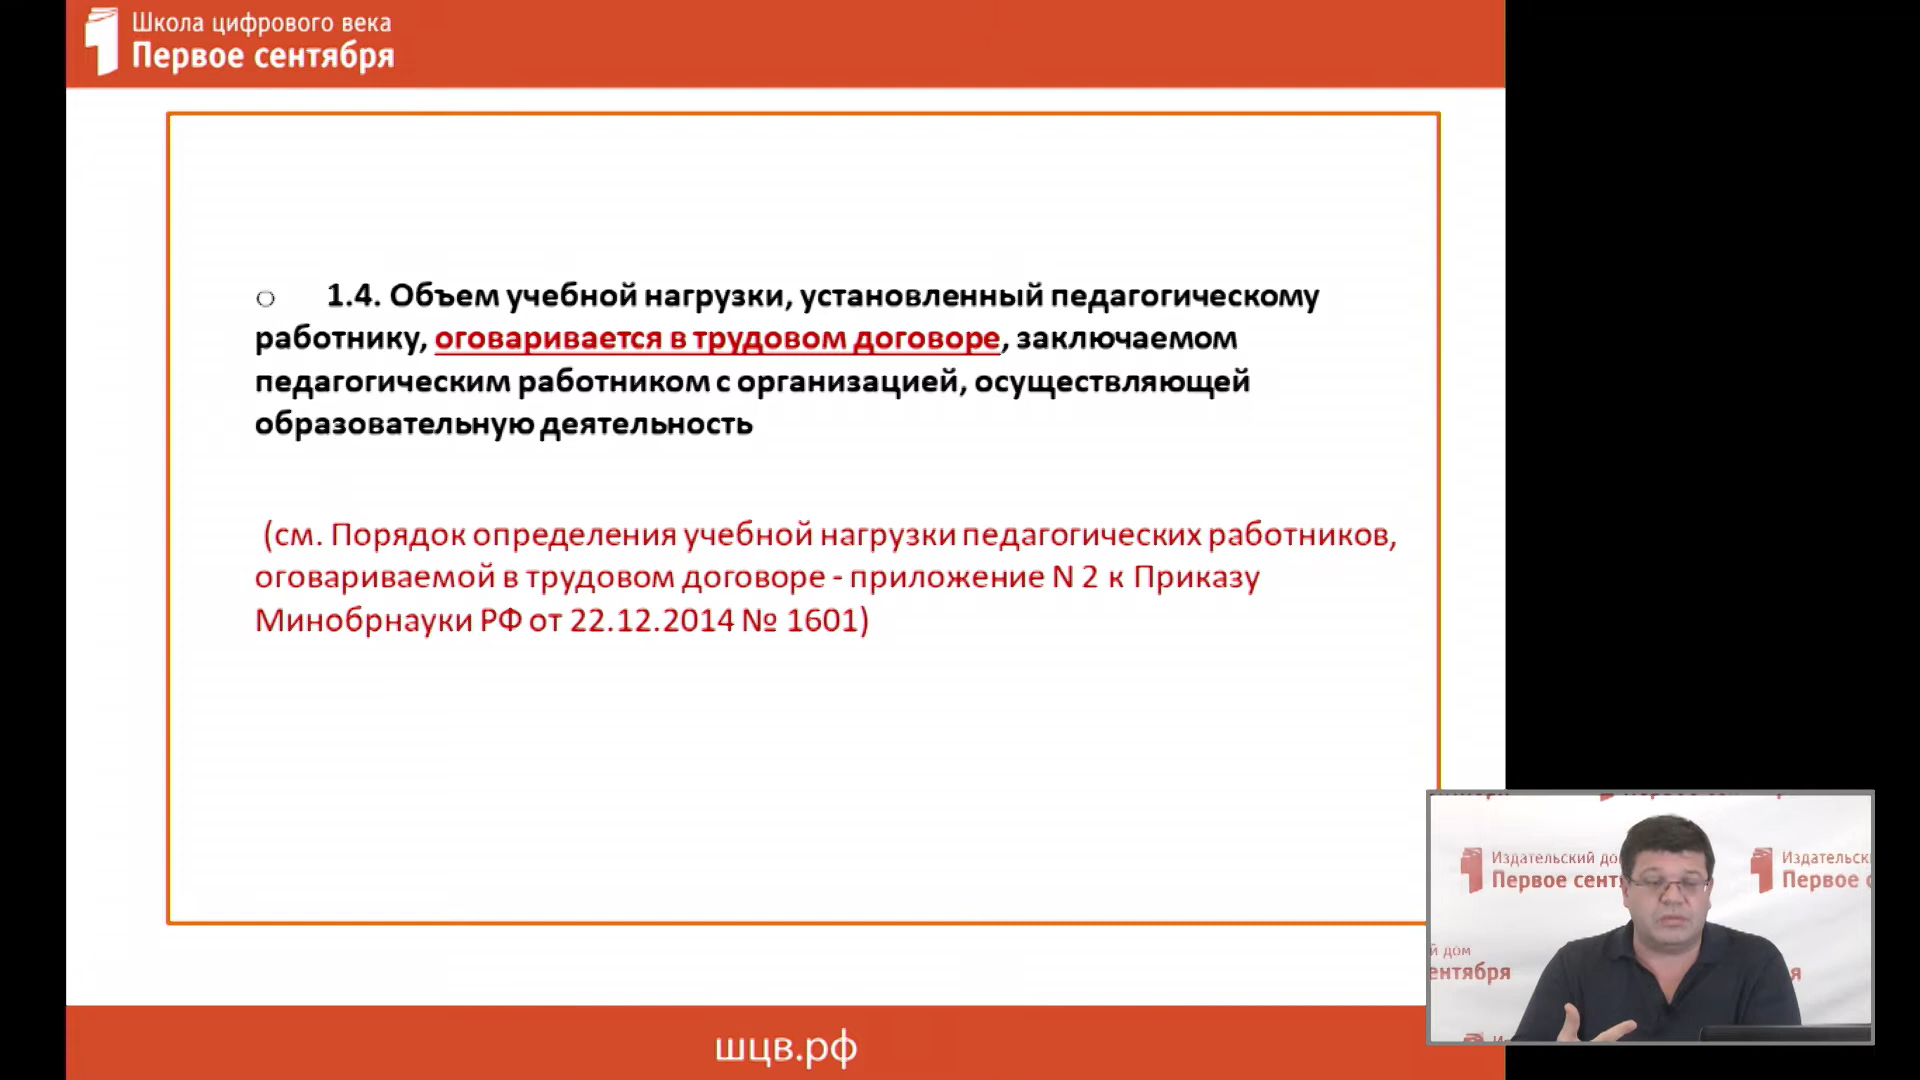 Школа цифрового века
Первое сентября
o 1.4. Объем учебной нагрузки, установленный педагогическому
работнику, оговаривается в трудовом договоре, заключаемом
педагогическим работником с организацией, осуществляющей
образовательную деятельность
(см. Порядок определения учебной нагрузки педагогических работников,
оговариваемой в трудовом договоре - приложение N 2 к Приказу
Минобрнауки РФ от 22.12.2014 № 1601)
шцв.рф
Издательский до
Первое сент
Издательск
Первое с
й дом
ентября
я